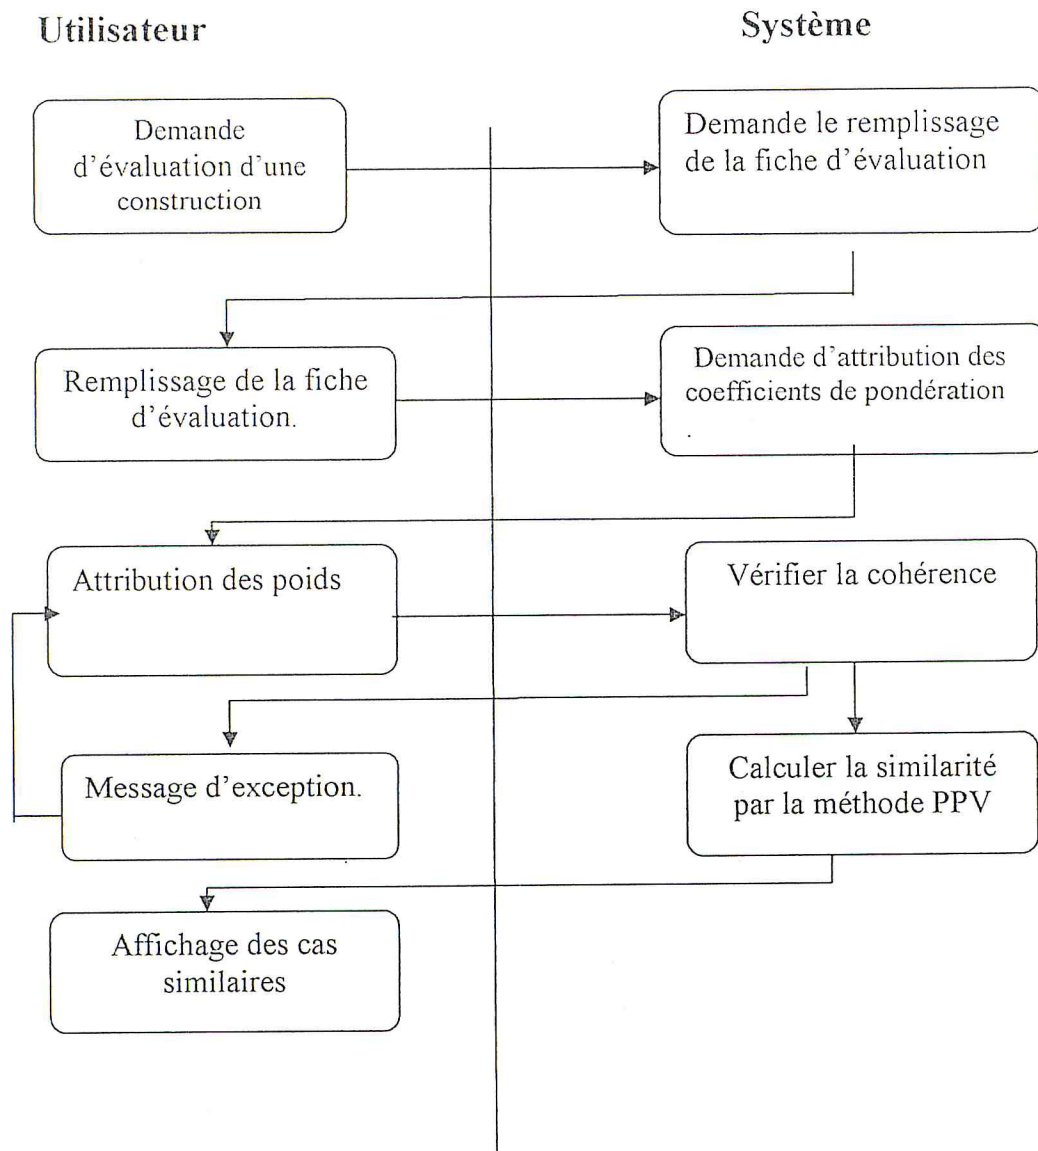 Utilisateur
Système
Demande
d'évaluation d'une
construction
Demande le remplissage
de la fiche d'évaluation
Remplissage de la fiche
d'évaluation.
Demande d'attribution des
coefficients de pondération
.
Attribution des poids
Vérifier la cohérence
Message d'exception.
Calculer la similarité
par la méthode PPV
Affichage des cas
similaires